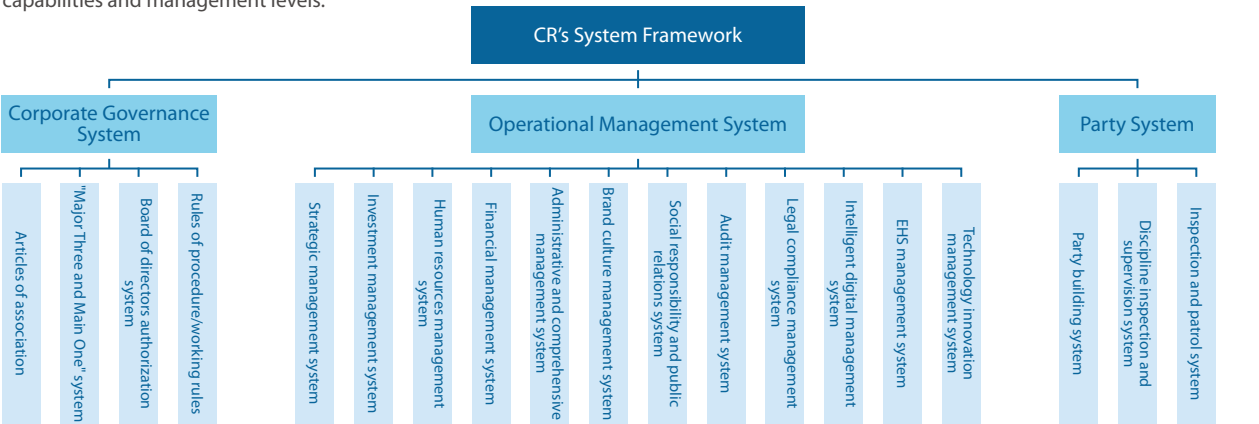 capabilities and management levels.
CR's System Framework
Corporate Governance
System
Operational Management System
Party System
Articles of association
"Major Three and Main One" system
Board of directors authorization
system
Rules of procedure/working rules
Strategic management system
Investment management system
Human resources management
system
Financial management system
Administrative and comprehensive
management system
Brand culture management system
Social responsibility and public
relations system
Audit management system
Legal compliance management
system
Intelligent digital management
system
EHS management system
Technology innovation
management system
Party building system
Discipline inspection and
supervision system
Inspection and patrol system